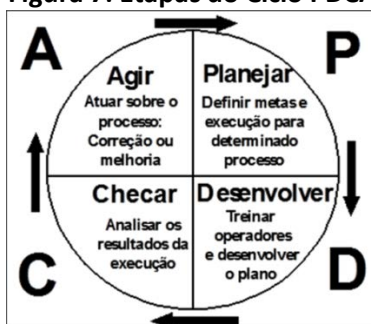 Figura 7: Etapas do Ciclo PDCA
A
P
Agir
Atuar sobre o
processo:
Correção ou
melhoria
Planejar
Definir metas e
execução para
determinado
processo
Checar
Analisar os
resultados da
execução
Desenvolver
Treinar
operadores
e desenvolver
o plano
C
D